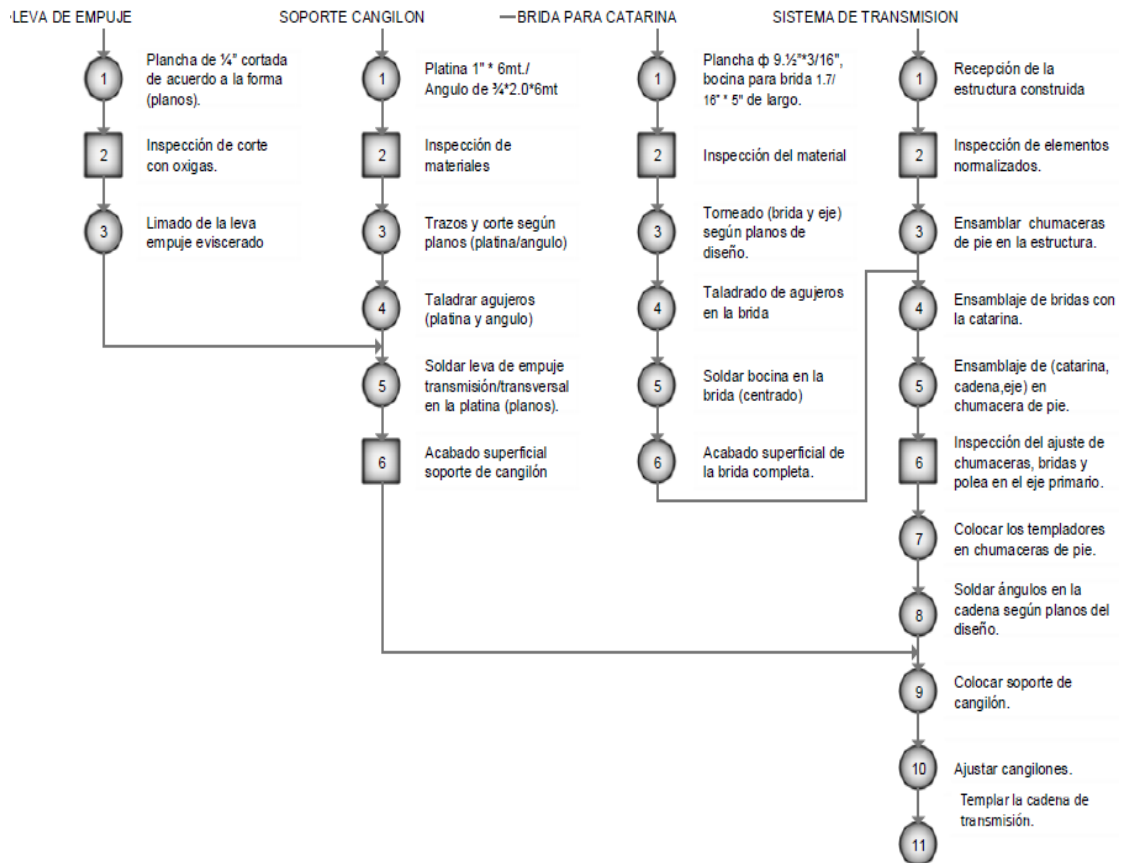 LEVA DE EMPUJE
1
Plancha de ¼” cortada
de acuerdo a la forma
(planos).
2
Inspección de corte
con oxigas.
3
Limado de la leva
empuje eviscerado
SOPORTE CANGILON
1
Platina 1" * 6mt./
Angulo de ¾*2.0*6mt
2
Inspección de
materiales
3
Trazos y corte según
planos (platina/angulo)
4
Taladrar agujeros
(platina y angulo)
5
Soldar leva de empuje
transmisión/transversal
en la platina (planos).
6
Acabado superficial
soporte de cangilón
BRIDA PARA CATARINA
1
Plancha ф 9.½"*3/16",
bocina para brida 1.7/
16" * 5" de largo.
2
Inspección del material
3
Torneado (brida y eje)
según planos de
diseño.
4
Taladrado de agujeros
en la brida
5
Soldar bocina en la
brida (centrado)
6
Acabado superficial de
la brida completa.
SISTEMA DE TRANSMISION
1
Recepción de la
estructura construida
2
Inspección de elementos
normalizados.
3
Ensamblar chumaceras
de pie en la estructura.
4
Ensamblaje de bridas con
la catarina.
5
Ensamblaje de (catarina,
cadena,eje) en
chumacera de pie.
6
Inspección del ajuste de
chumaceras, bridas y
polea en el eje primario.
7
Colocar los templadores
en chumaceras de pie.
8
Soldar ángulos en la
cadena según planos del
diseño.
9
Colocar soporte de
cangilón.
10
Ajustar cangilones.
Templar la cadena de
transmisión.
11